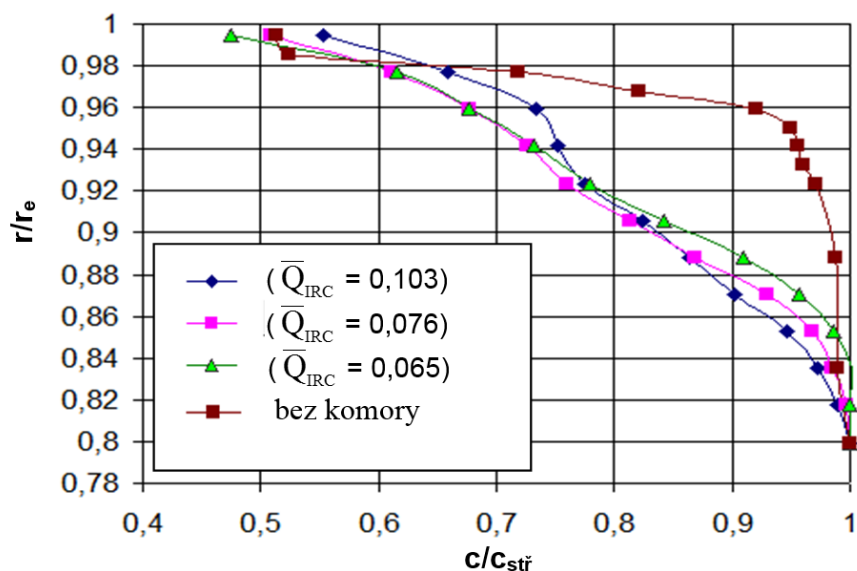 1
0,98
0,96
0,94
0,92
0,9
0,88
0,86
0,84
0,82
0,8
0,78
r/rₑ
( Q̅IRC = 0,103)
( Q̅IRC = 0,076)
( Q̅IRC = 0,065)
bez komory
0,4 0,5 0,6 0,7 0,8 0,9 1
c/cstř